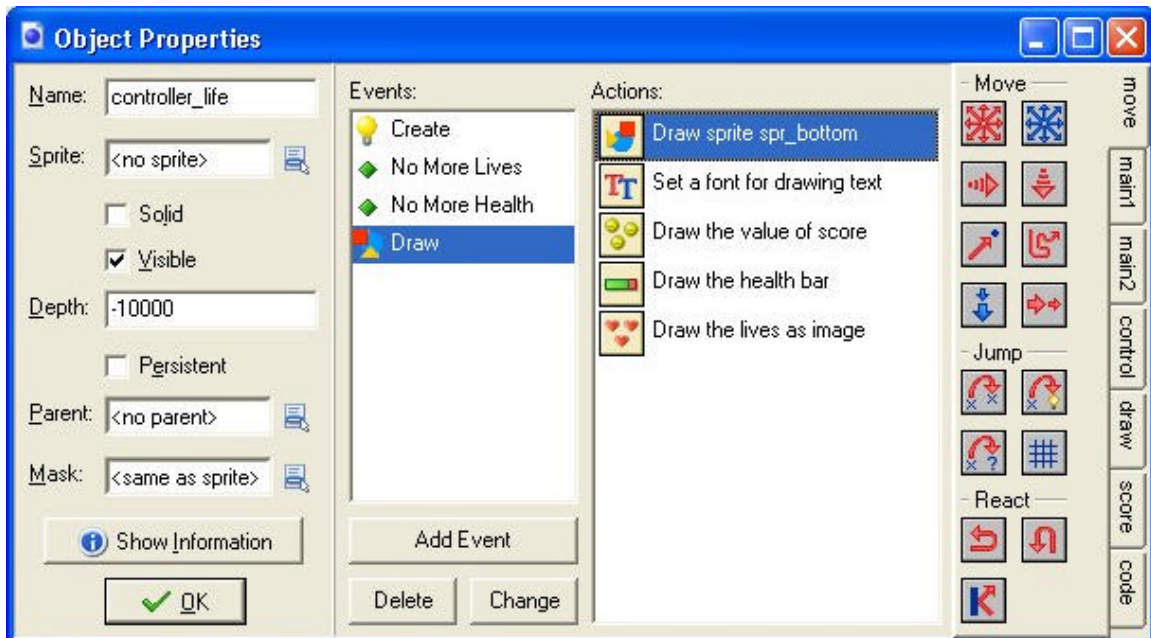 Object Properties
Name: controller_life
Sprite: <no sprite>
Solid
Visible
Depth: -10000
Persistent
Parent: <no parent>
Mask: <same as sprite>
Show Information
OK
Events:
Create
No More Lives
No More Health
Draw
Add Event
Delete Change
Actions:
Draw sprite spr_bottom
Set a font for drawing text
Draw the value of score
Draw the health bar
Draw the lives as image
Move
Jump
React
move
main1
main2
control
draw
score
code